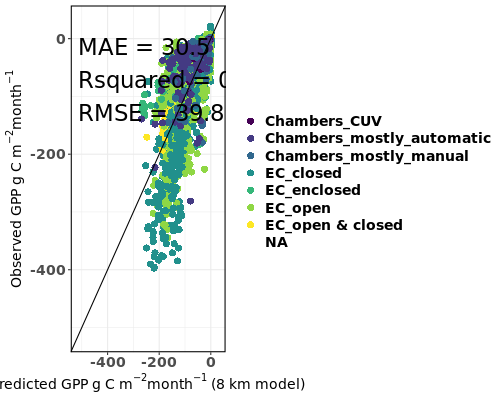 MAE = 30.5
Rsquared = 0
RMSE = 39.8
0
-200
-400
Observed GPP g C m⁻²month⁻¹
-400 -200 0
redicted GPP g C m⁻²month⁻¹ (8 km model)
Chambers_CUV
Chambers_mostly_automatic
Chambers_mostly_manual
EC_closed
EC_enclosed
EC_open
EC_open & closed
NA